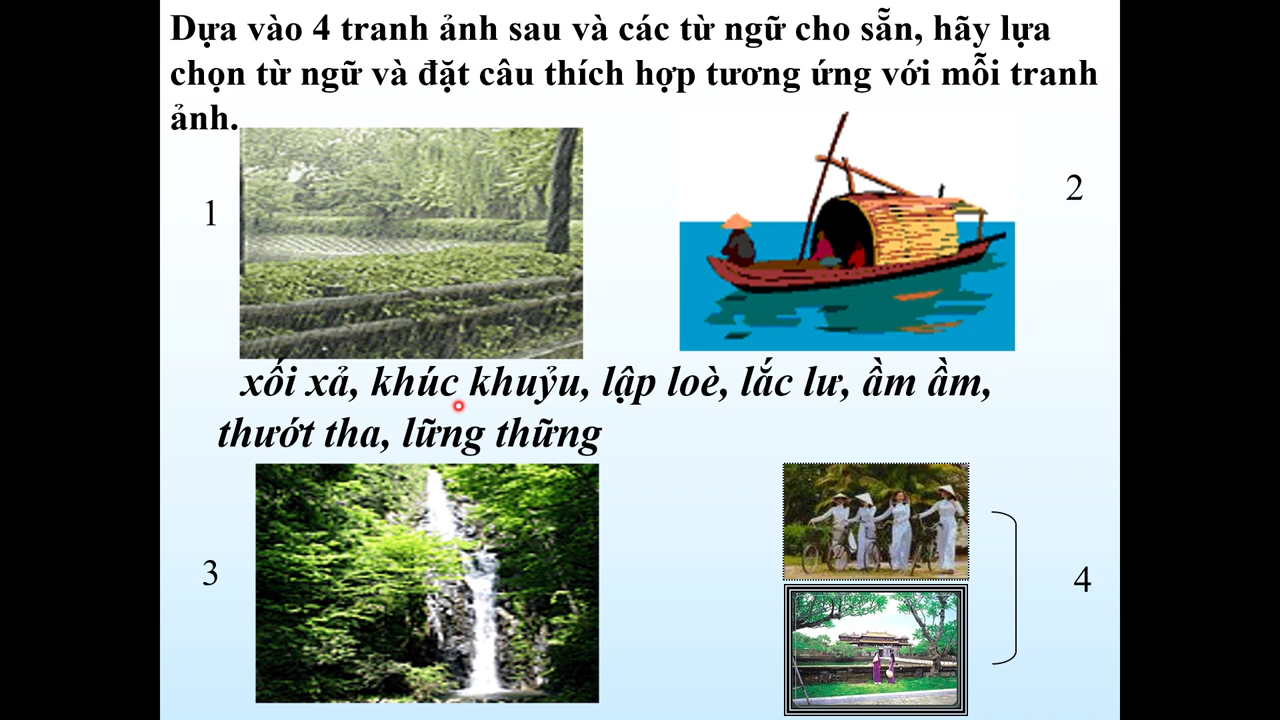 Dựa vào 4 tranh ảnh sau và các từ ngữ cho sẵn, hãy lựa
chọn từ ngữ và đặt câu thích hợp tương ứng với mỗi tranh
ảnh.
1
2
xối xả, khúc khuỷu, lập loè, lắc lư, ầm ầm,
thướt tha, lững thững
3
4